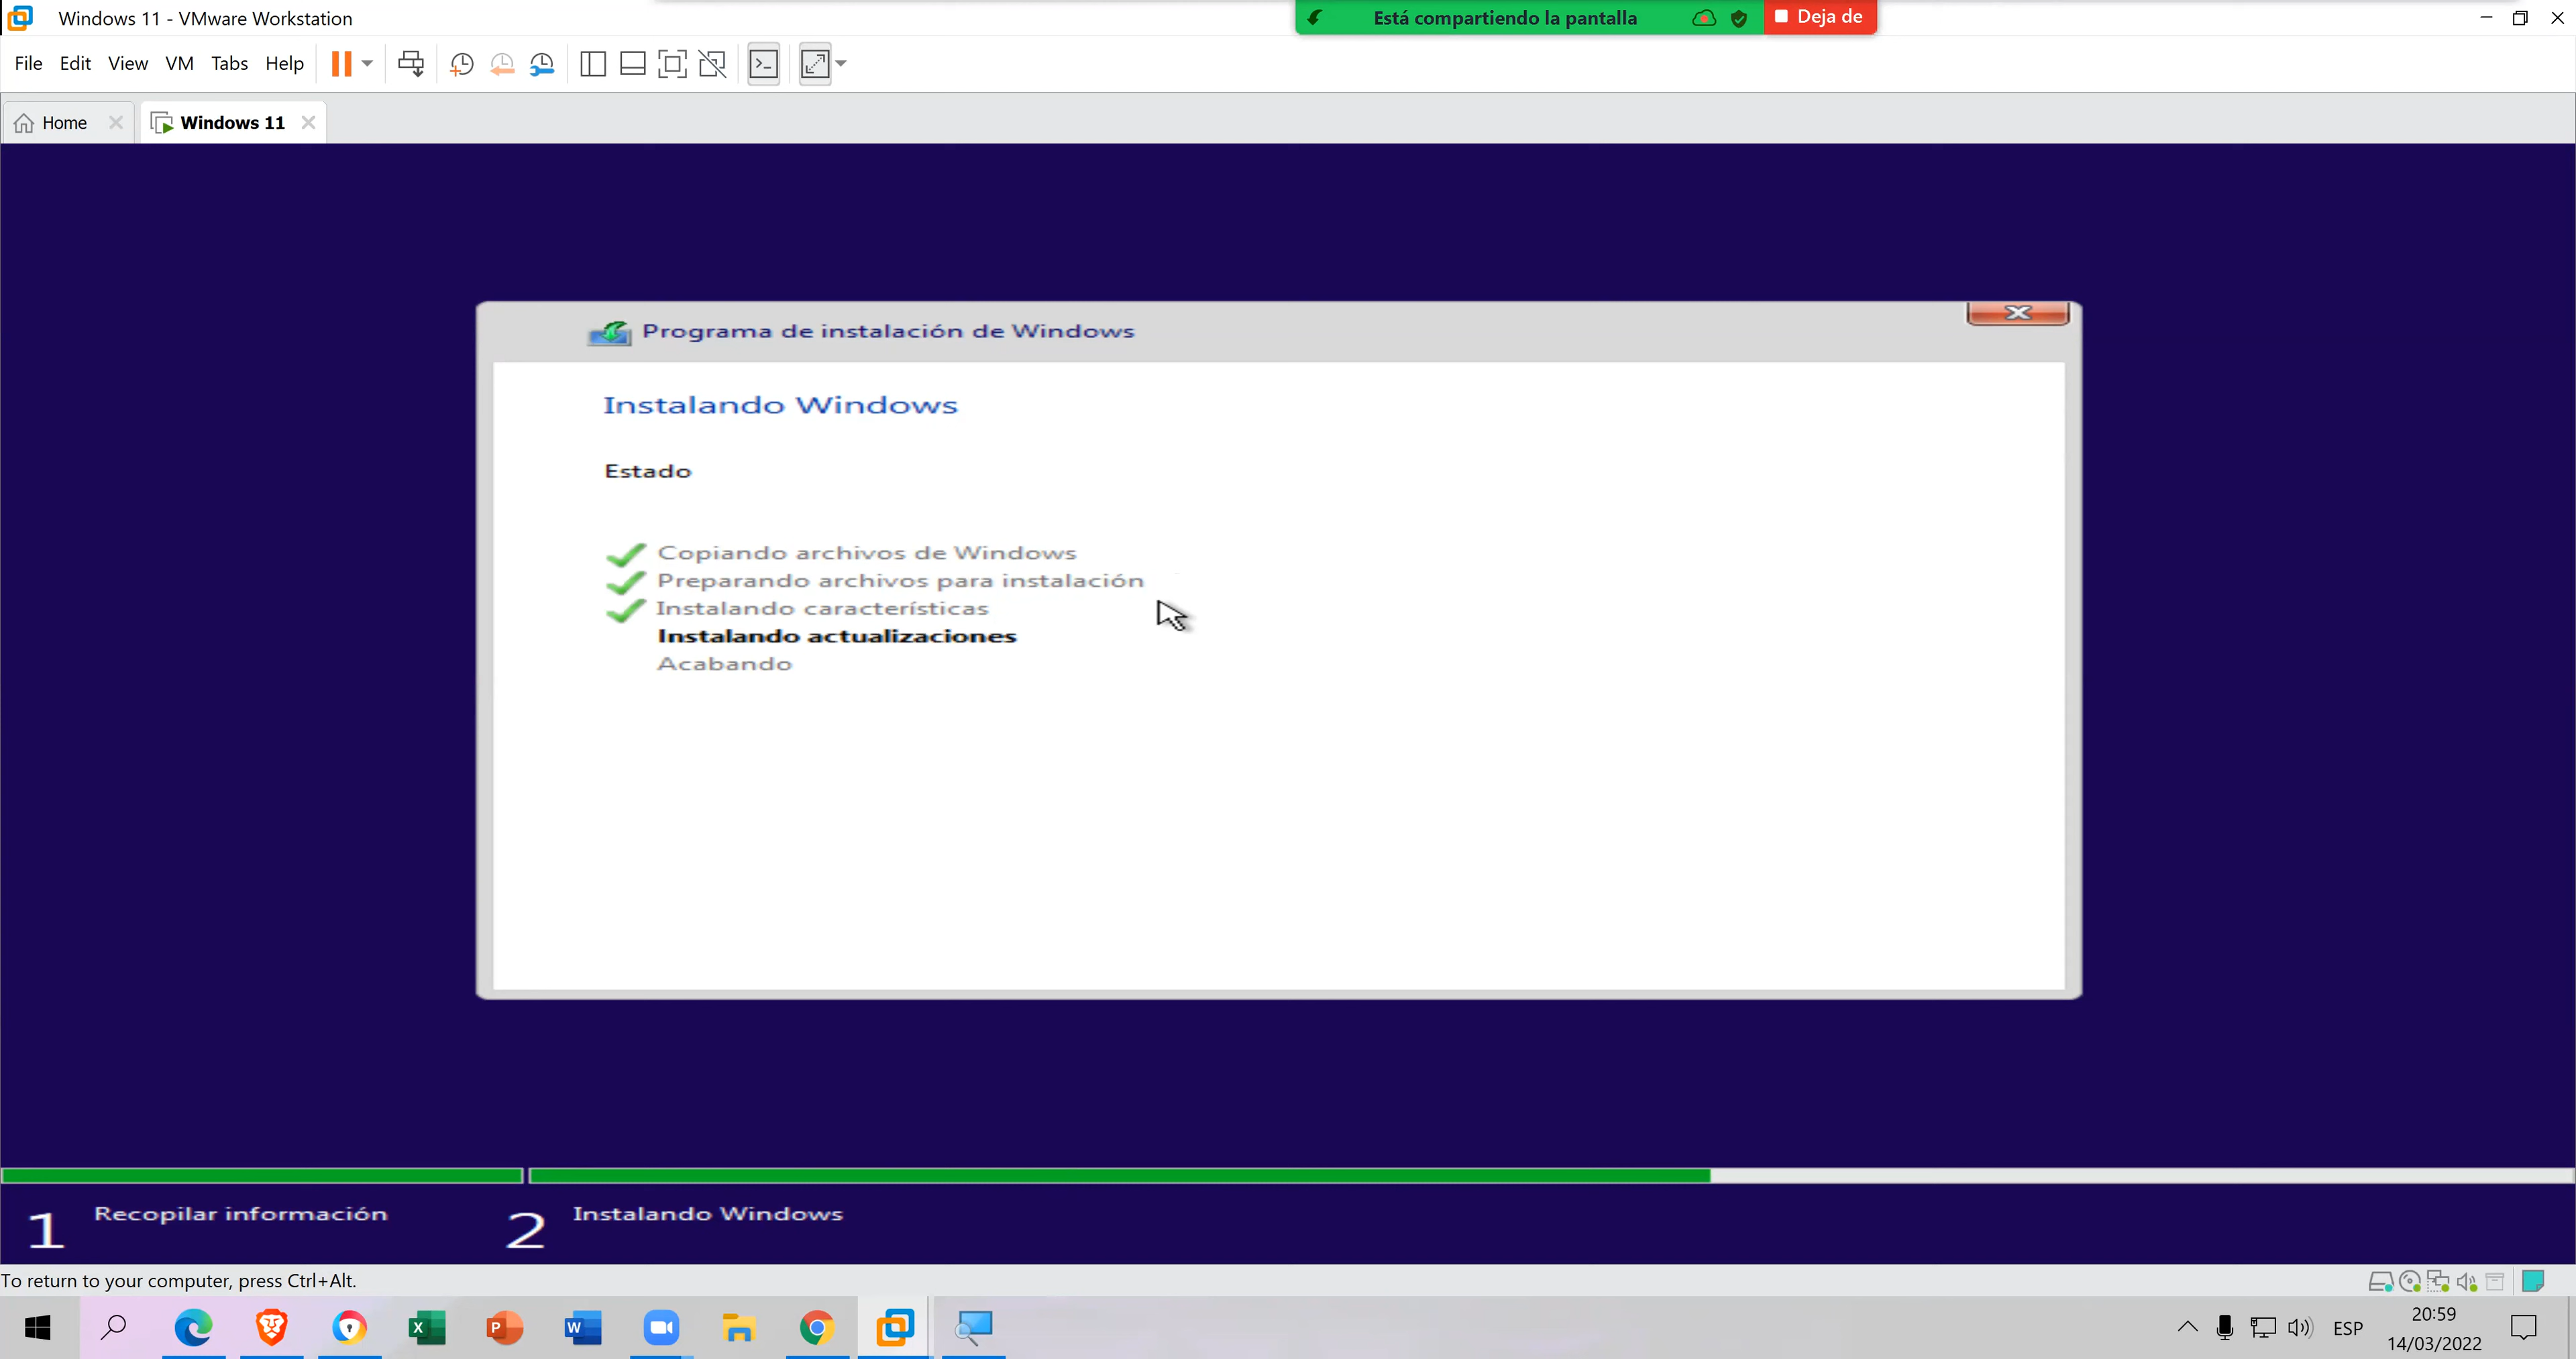 Windows 11 - VMware Workstation
Está compartiendo la pantalla
Deja de
File Edit View VM Tabs Help
Home
Windows 11
Programa de instalación de Windows
Instalando Windows
Estado
Copiando archivos de Windows
Preparando archivos para instalación
Instalando características
Instalando actualizaciones
Acabando
1 Recopilar información
2 Instalando Windows
To return to your computer, press Ctrl+Alt.
ESP
20:59
14/03/2022